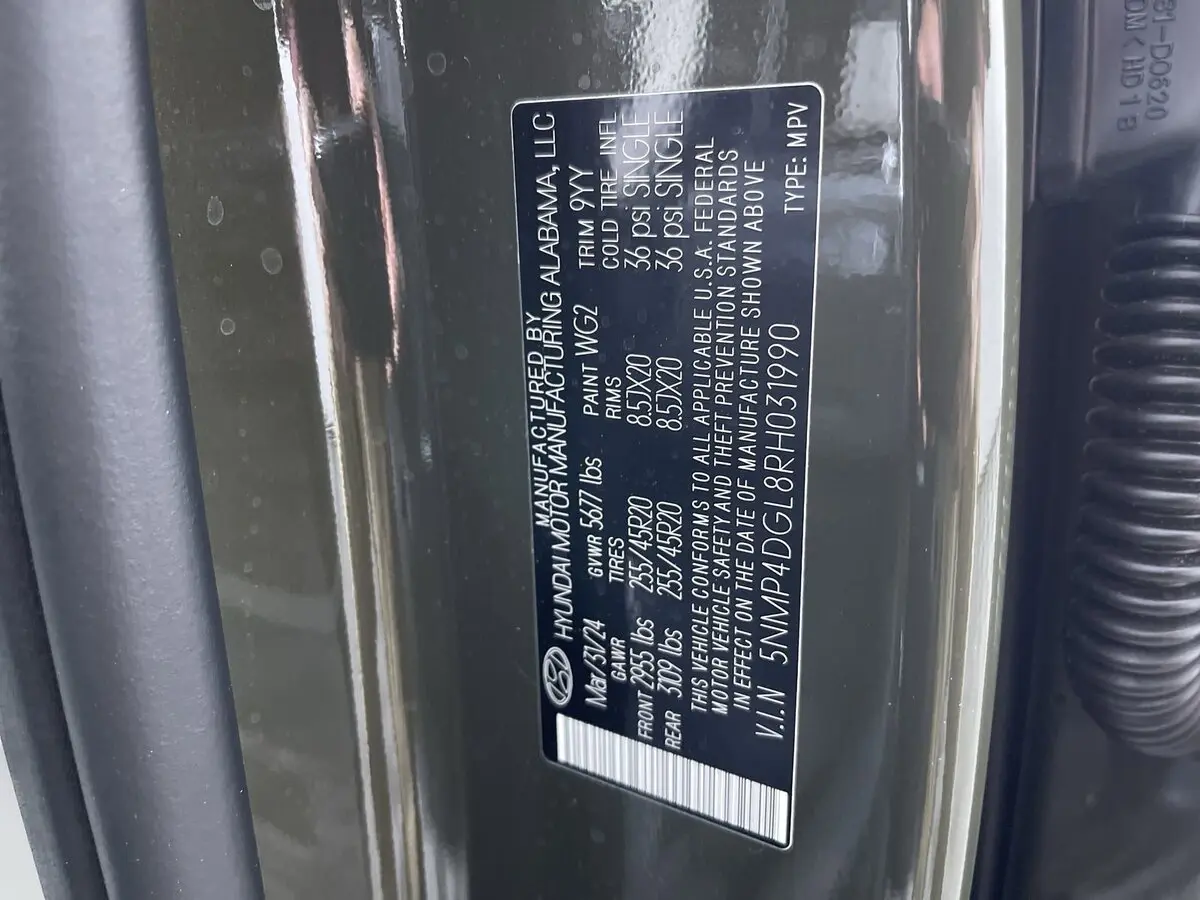 MANUFACTURED BY
HYUNDAI MOTOR MANUFACTURING ALABAMA, LLC
Mar/31/24 GVWR 5677 lbs PAINT WG2 TRIM 9YY
GAWR TIRES RIMS COLD TIRE INFL
FRONT 2955 lbs 255/45R20 8.5JX20 36 psi SINGLE
REAR 3109 lbs 255/45R20 8.5JX20 36 psi SINGLE
THIS VEHICLE CONFORMS TO ALL APPLICABLE U.S.A. FEDERAL
MOTOR VEHICLE SAFETY AND THEFT PREVENTION STANDARDS
IN EFFECT ON THE DATE OF MANUFACTURE SHOWN ABOVE
V.I.N 5NMP4DGL8RH031990 TYPE: MPV
31-D0620